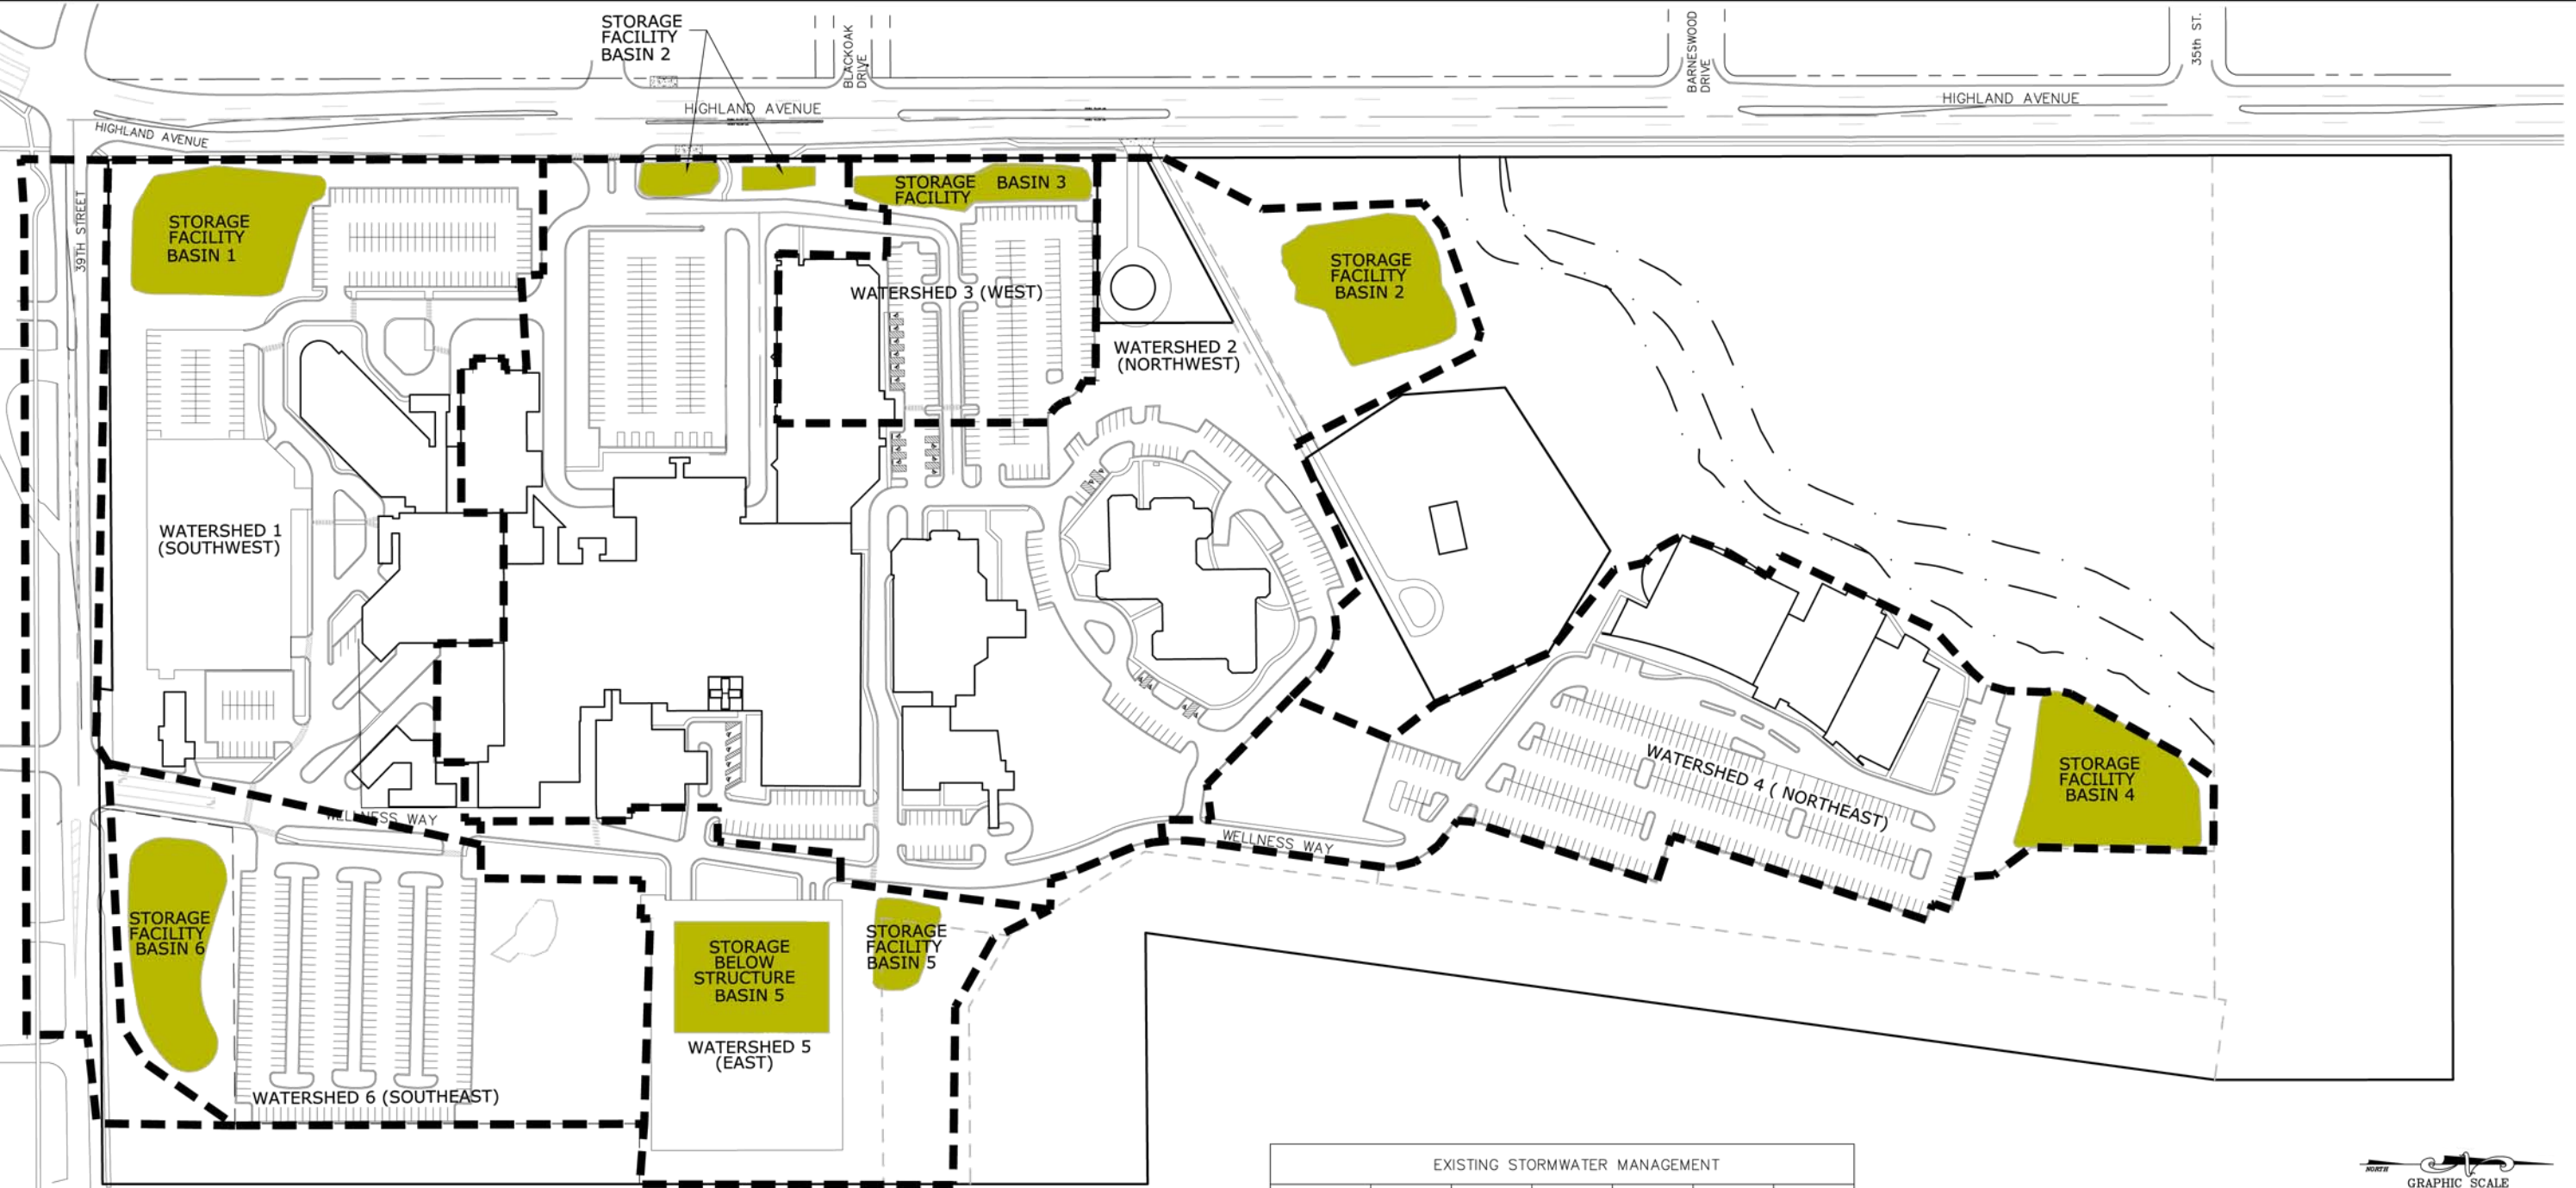 STORAGE
FACILITY
BASIN 2
BLACKOAK
DRIVE
BARNESWOOD
DRIVE
35th ST.
HIGHLAND AVENUE
HIGHLAND AVENUE
HIGHLAND AVENUE
39TH STREET
STORAGE
FACILITY
BASIN 1
STORAGE
FACILITY
BASIN 3
STORAGE
FACILITY
BASIN 2
WATERSHED 3 (WEST)
WATERSHED 2
(NORTHWEST)
WATERSHED 1
(SOUTHWEST)
WATERSHED 4 ( NORTHEAST)
STORAGE
FACILITY
BASIN 4
WELLNESS WAY
WELLNESS WAY
STORAGE
FACILITY
BASIN 6
STORAGE
BELOW
STRUCTURE
BASIN 5
STORAGE
FACILITY
BASIN 5
WATERSHED 5
(EAST)
WATERSHED 6 (SOUTHEAST)
EXISTING STORMWATER MANAGEMENT
NORTH
GRAPHIC SCALE